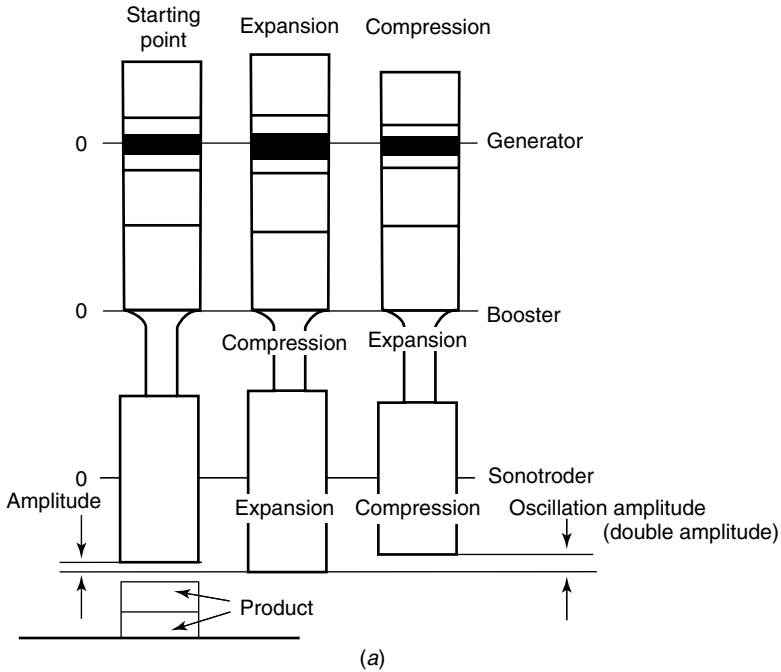 Starting
point
Expansion
Compression
0
Generator
0
Booster
Compression
Expansion
0
Sonotroder
Amplitude
Expansion
Compression
Oscillation amplitude
(double amplitude)
Product
(a)